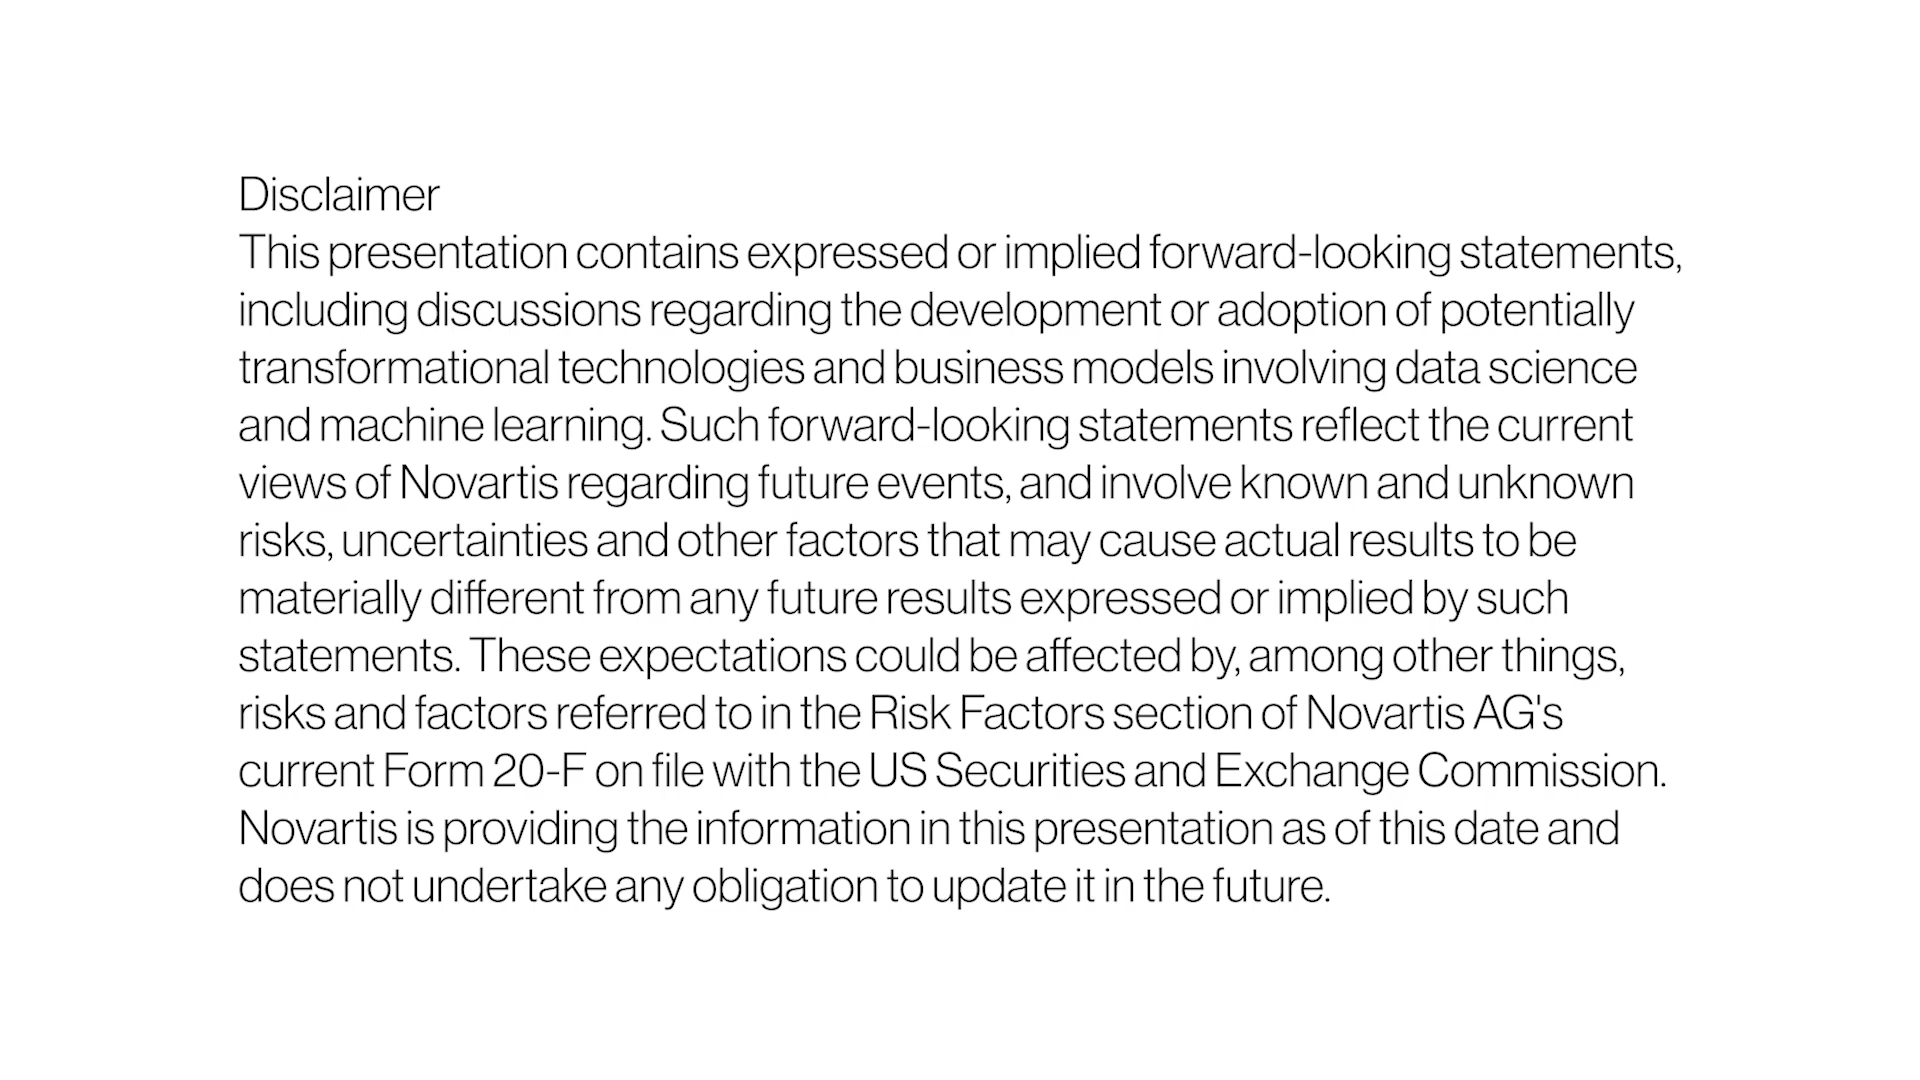 Disclaimer
This presentation contains expressed or implied forward-looking statements,
including discussions regarding the development or adoption of potentially
transformational technologies and business models involving data science
and machine learning. Such forward-looking statements reflect the current
views of Novartis regarding future events, and involve known and unknown
risks, uncertainties and other factors that may cause actual results to be
materially different from any future results expressed or implied by such
statements. These expectations could be affected by, among other things,
risks and factors referred to in the Risk Factors section of Novartis AG's
current Form 20-F on file with the US Securities and Exchange Commission.
Novartis is providing the information in this presentation as of this date and
does not undertake any obligation to update it in the future.